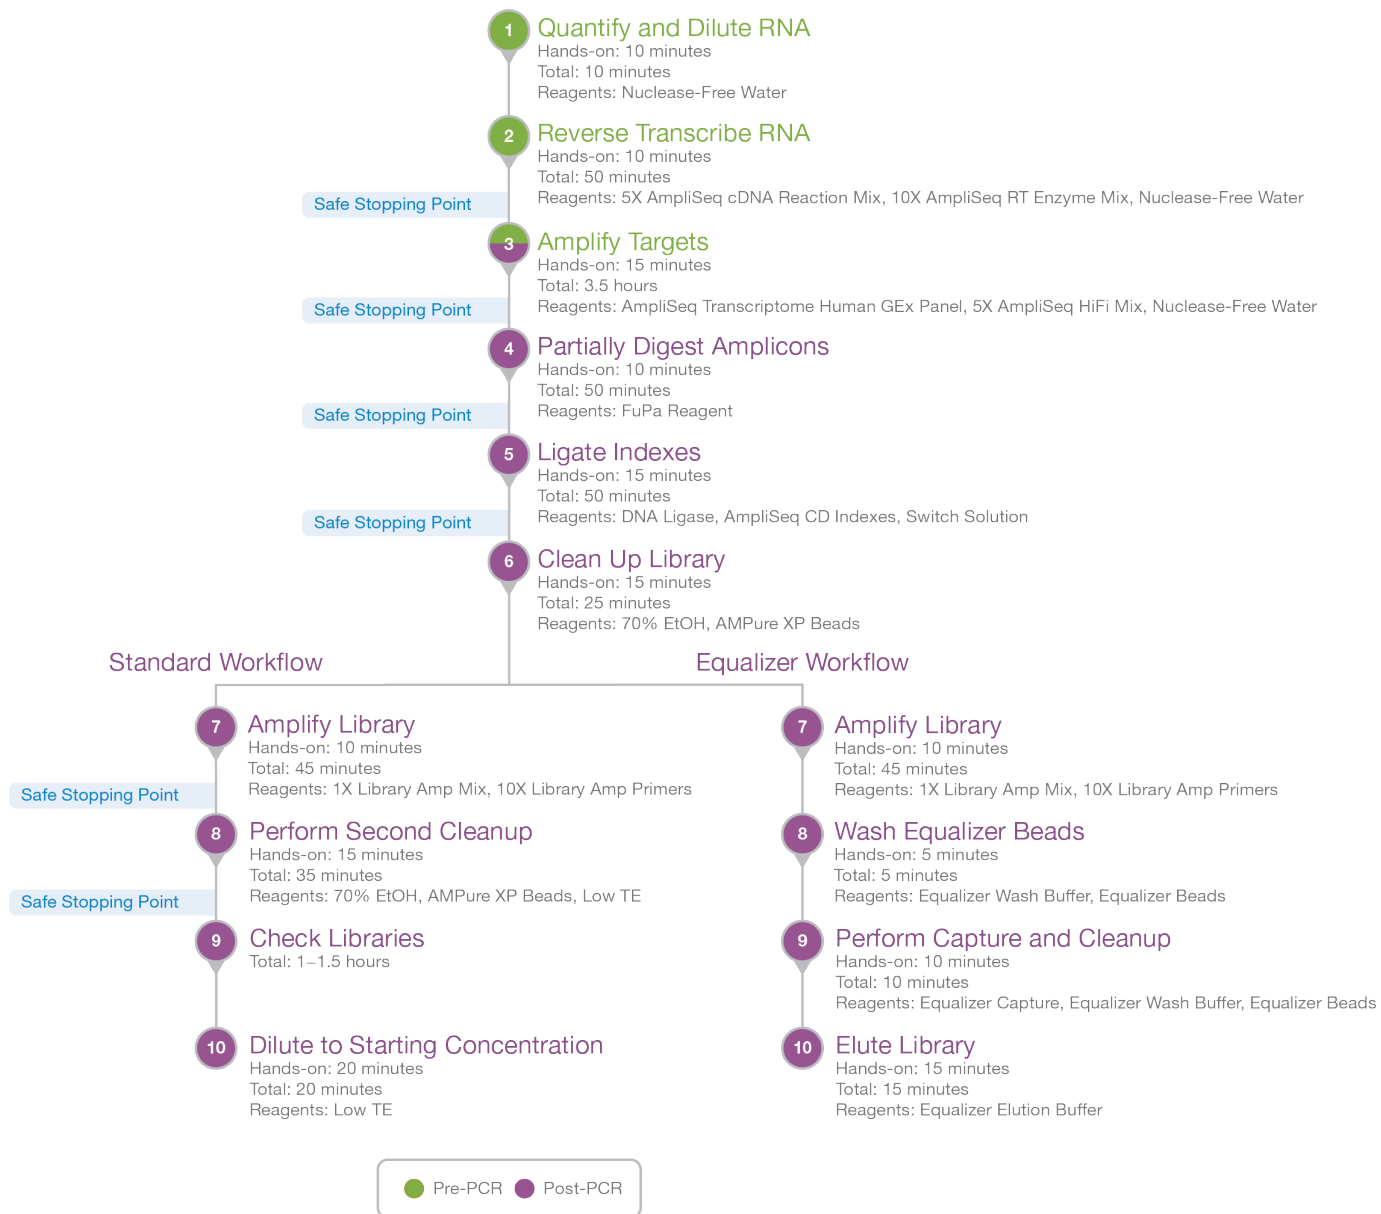 1
Quantify and Dilute RNA
Hands-on: 10 minutes
Total: 10 minutes
Reagents: Nuclease-Free Water
2
Reverse Transcribe RNA
Hands-on: 10 minutes
Total: 50 minutes
Reagents: 5X AmpliSeq cDNA Reaction Mix, 10X AmpliSeq RT Enzyme Mix, Nuclease-Free Water
Safe Stopping Point
3
Amplify Targets
Hands-on: 15 minutes
Total: 3.5 hours
Reagents: AmpliSeq Transcriptome Human GEx Panel, 5X AmpliSeq HiFi Mix, Nuclease-Free Water
Safe Stopping Point
4
Partially Digest Amplicons
Hands-on: 10 minutes
Total: 50 minutes
Reagents: FuPa Reagent
Safe Stopping Point
5
Ligate Indexes
Hands-on: 15 minutes
Total: 50 minutes
Reagents: DNA Ligase, AmpliSeq CD Indexes, Switch Solution
Safe Stopping Point
6
Clean Up Library
Hands-on: 15 minutes
Total: 25 minutes
Reagents: 70% EtOH, AMPure XP Beads
Standard Workflow
7
Amplify Library
Hands-on: 10 minutes
Total: 45 minutes
Reagents: 1X Library Amp Mix, 10X Library Amp Primers
Safe Stopping Point
8
Perform Second Cleanup
Hands-on: 15 minutes
Total: 35 minutes
Reagents: 70% EtOH, AMPure XP Beads, Low TE
Safe Stopping Point
9
Check Libraries
Total: 1–1.5 hours
10
Dilute to Starting Concentration
Hands-on: 20 minutes
Total: 20 minutes
Reagents: Low TE
Equalizer Workflow
7
Amplify Library
Hands-on: 10 minutes
Total: 45 minutes
Reagents: 1X Library Amp Mix, 10X Library Amp Primers
8
Wash Equalizer Beads
Hands-on: 5 minutes
Total: 5 minutes
Reagents: Equalizer Wash Buffer, Equalizer Beads
9
Perform Capture and Cleanup
Hands-on: 10 minutes
Total: 10 minutes
Reagents: Equalizer Capture, Equalizer Wash Buffer, Equalizer Beads
10
Elute Library
Hands-on: 15 minutes
Total: 15 minutes
Reagents: Equalizer Elution Buffer
Pre-PCR
Post-PCR